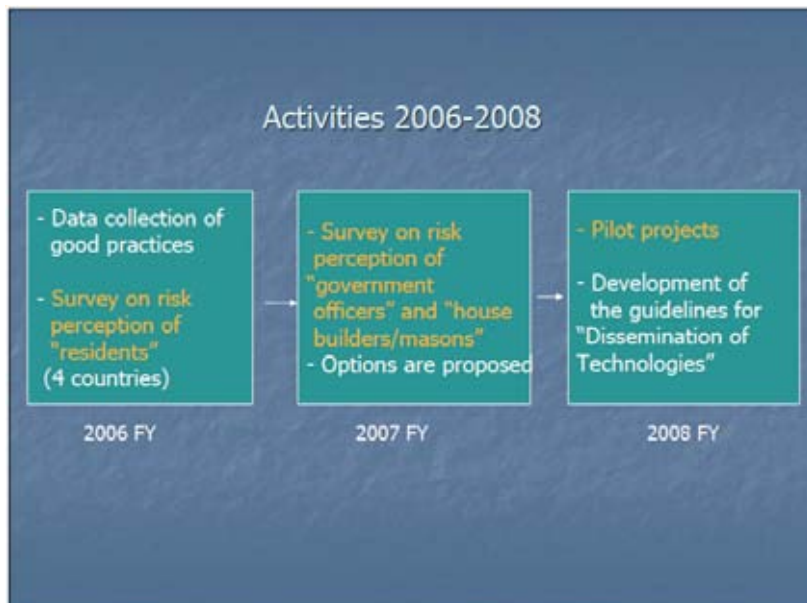 Activities 2006-2008
- Data collection of
good practices
- Survey on risk
perception of
"residents"
(4 countries)
2006 FY
- Survey on risk
perception of
"government
officers" and "house
builders/masons"
- Options are proposed
2007 FY
- Pilot projects
- Development of
the guidelines for
"Dissemination of
Technologies"
2008 FY